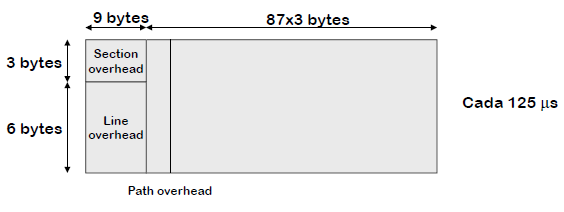 9 bytes
87x3 bytes
3 bytes
Section
overhead
6 bytes
Line
overhead
Cada 125 μs
Path overhead